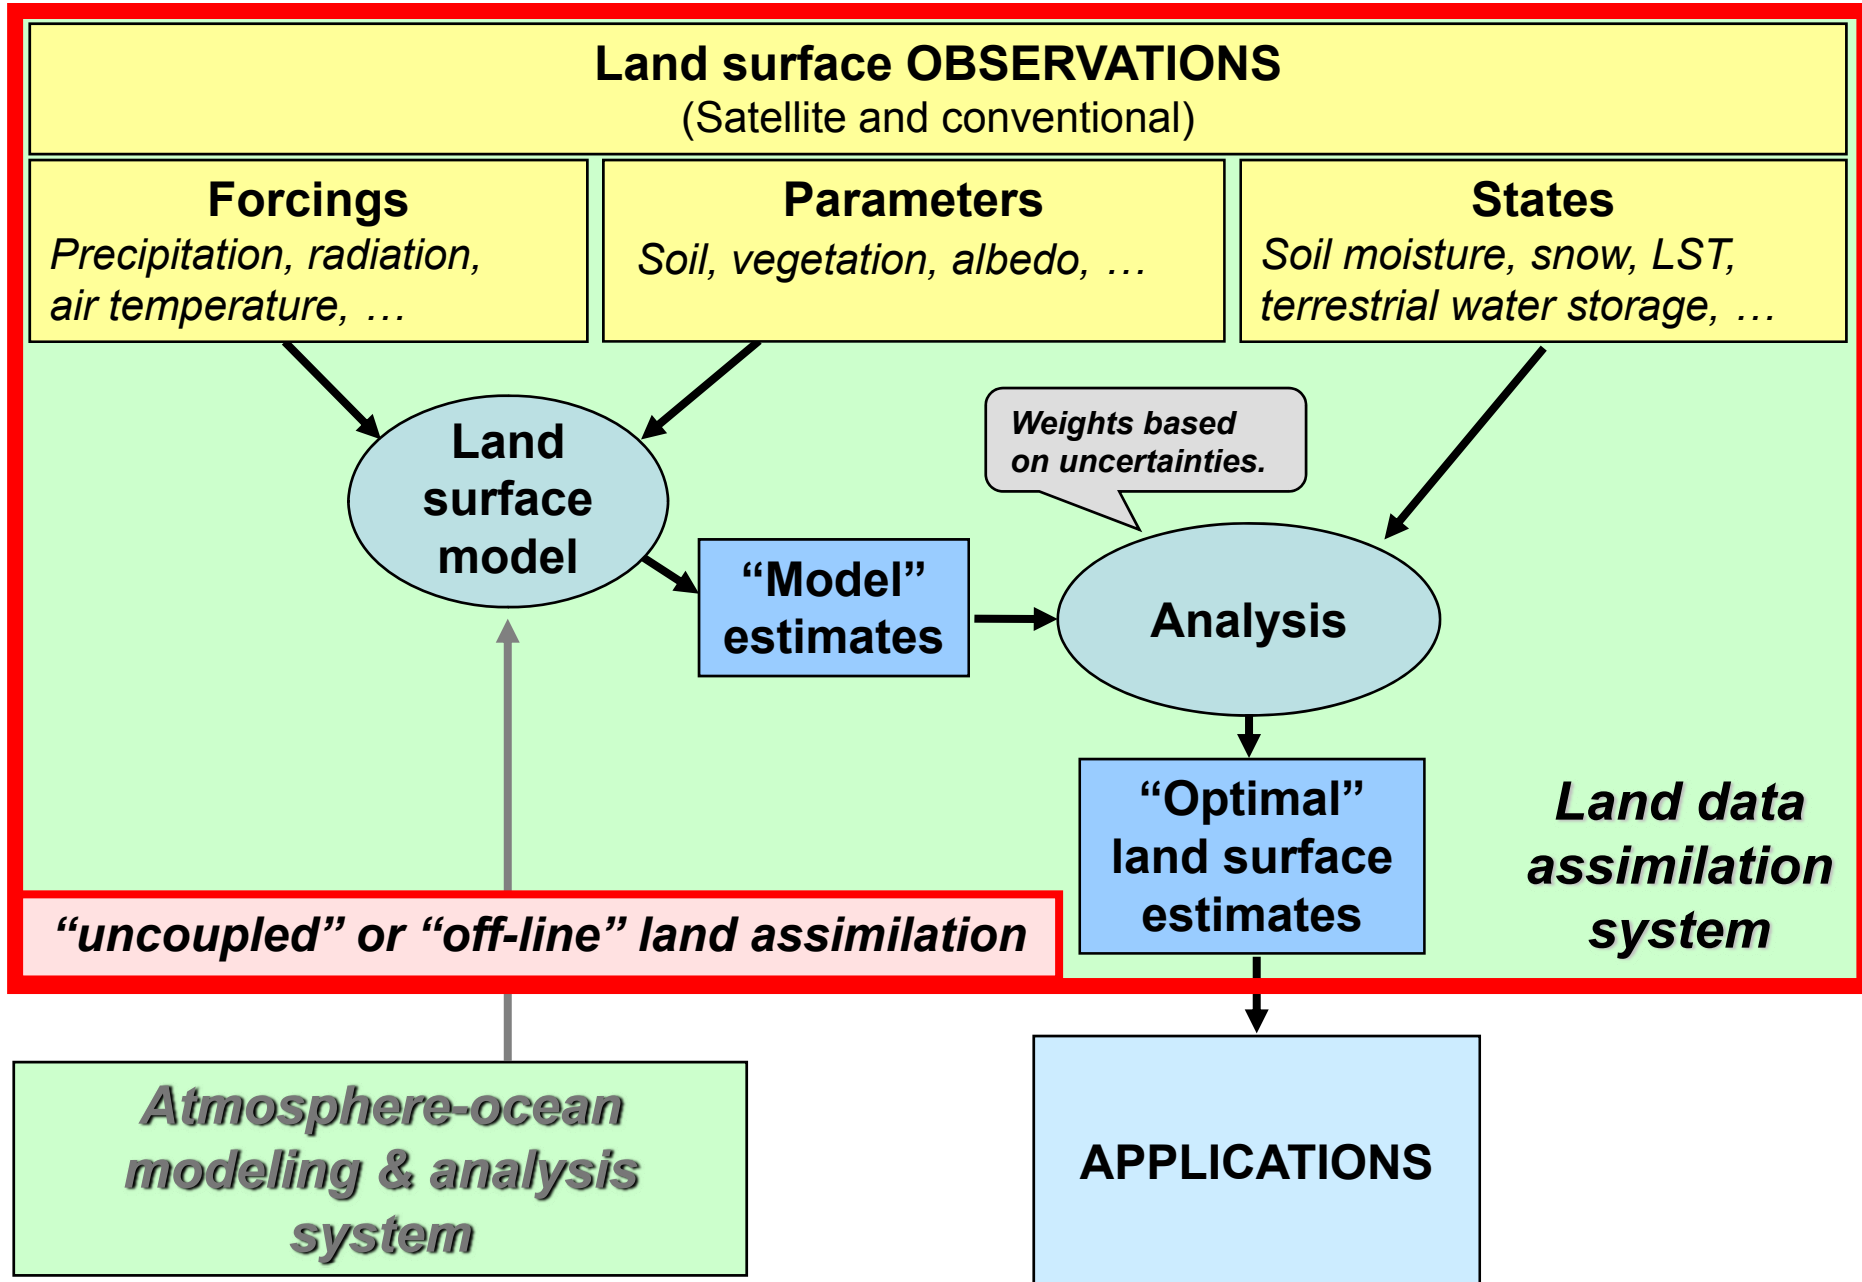 Land surface OBSERVATIONS
(Satellite and conventional)
Forcings
Precipitation, radiation,
air temperature, …
Parameters
Soil, vegetation, albedo, …
States
Soil moisture, snow, LST,
terrestrial water storage, …
Land
surface
model
Weights based
on uncertainties.
“Model”
estimates
Analysis
“Optimal”
land surface
estimates
Land data
assimilation
system
“uncoupled” or “off-line” land assimilation
Atmosphere-ocean
modeling & analysis
system
APPLICATIONS